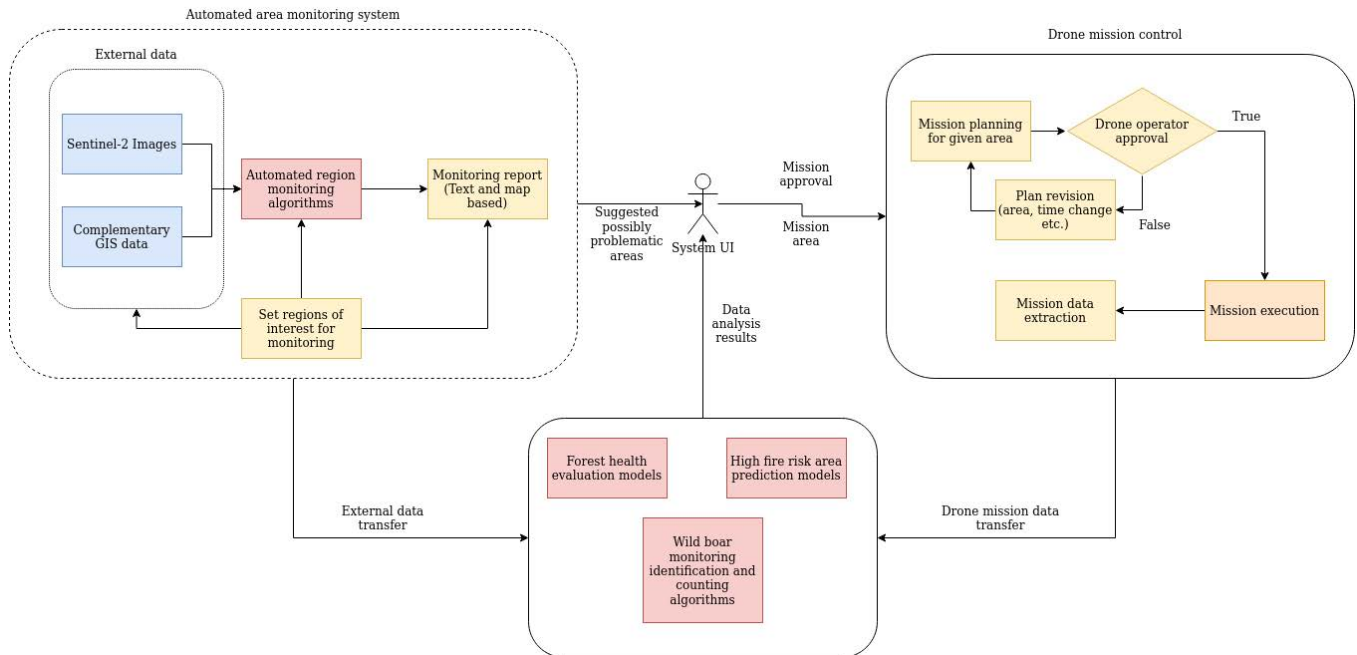 Automated area monitoring system
External data
Sentinel-2 Images
Complementary
GIS data
Automated region
monitoring
algorithms
Monitoring report
(Text and map
based)
Set regions of
interest for
monitoring
Suggested
possibly
problematic
areas
System UI
Mission
approval
Mission
area
Drone mission control
Mission planning
for given area
Drone operator
approval
True
Plan revision
(area, time change
etc.)
False
Mission data
extraction
Mission execution
Data
analysis
results
External data
transfer
Forest health
evaluation models
High fire risk area
prediction models
Wild boar
monitoring
identification and
counting
algorithms
Drone mission data
transfer